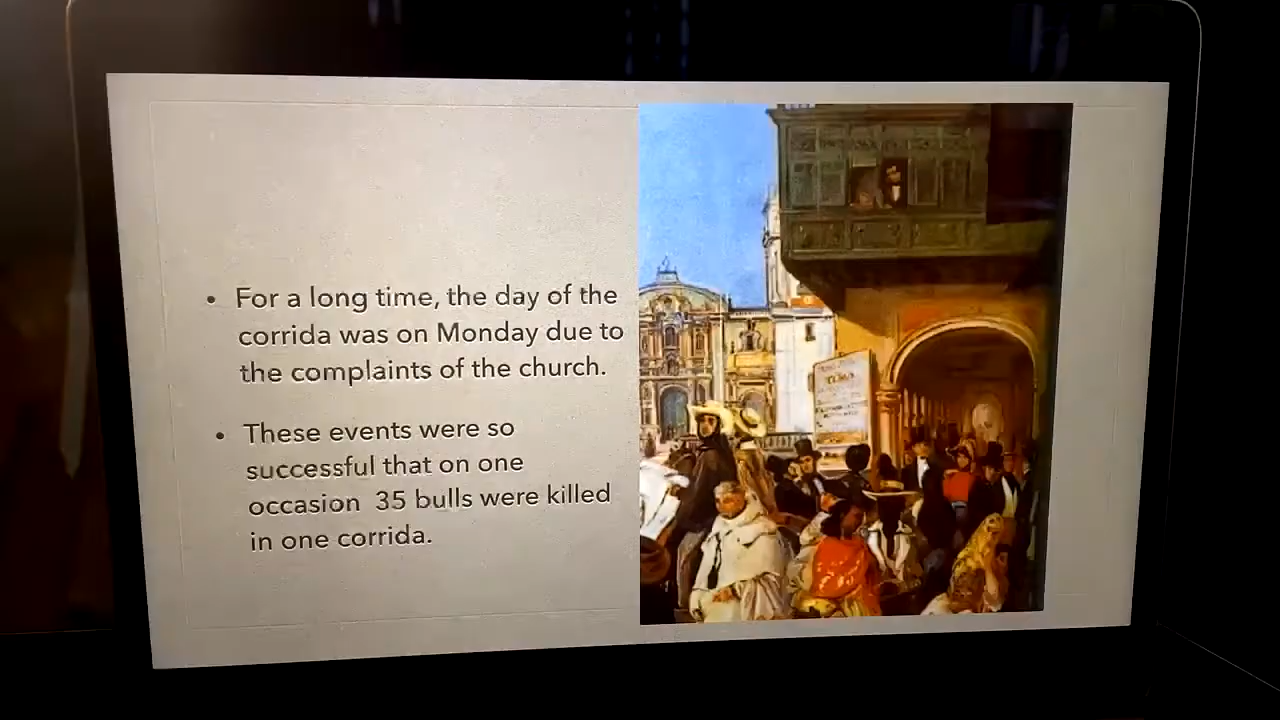 • For a long time, the day of the
corrida was on Monday due to
the complaints of the church.
• These events were so
successful that on one
occasion 35 bulls were killed
in one corrida.